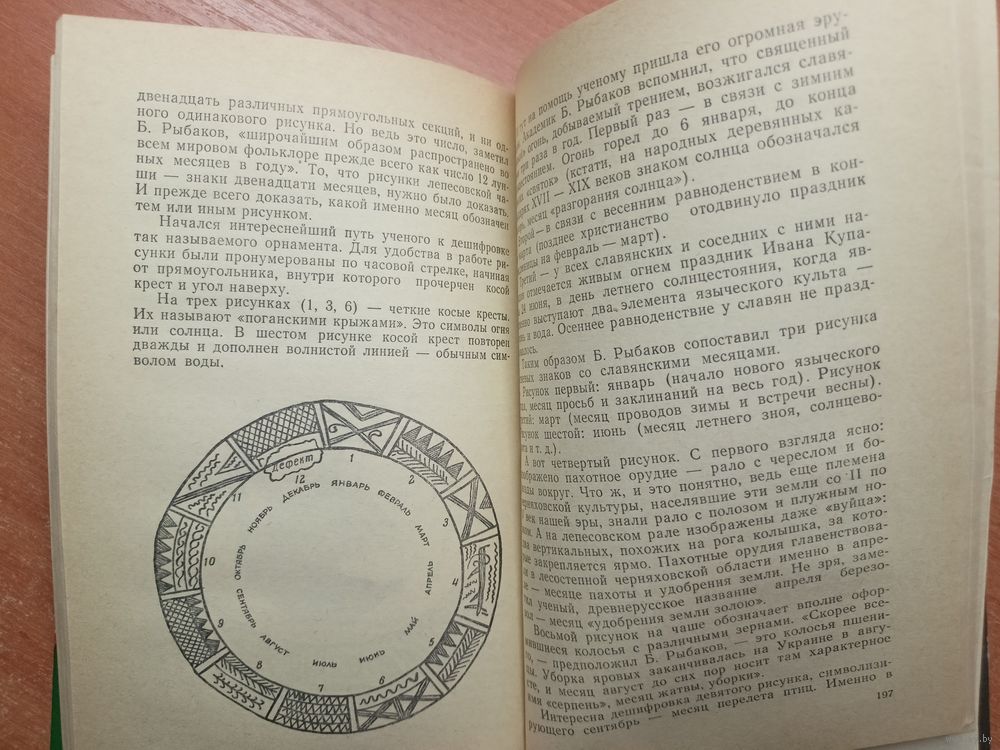 двенадцать различных прямоугольных секций, и ни од-
ного одинакового рисунка. Но ведь это число, заметил
Б. Рыбаков, «широчайшим образом распространено во
всем мировом фольклоре прежде всего как число 12 лун-
ных месяцев в году». То, что рисунки лепесовской ча-
ши — знаки двенадцати месяцев, нужно было доказать.
И прежде всего доказать, какой именно месяц обозначен
тем или иным рисунком.
Начался интереснейший путь ученого к дешифровке
так называемого орнамента. Для удобства в работе ри-
сунки были пронумерованы по часовой стрелке, начиная
от прямоугольника, внутри которого прочерчен косой
крест и угол наверху.
На трех рисунках (1, 3, 6) — четкие косые кресты.
Их называют «поганскими крыжами». Это символы огня
или солнца. В шестом рисунке косой крест повторен
дважды и дополнен волнистой линией — обычным сим-
волом воды.
Дефект
1
2
3
4
5
6
7
8
9
10
11
12
ЯНВАРЬ
ФЕВРАЛЬ
МАРТ
АПРЕЛЬ
МАЙ
ИЮНЬ
ИЮЛЬ
АВГУСТ
СЕНТЯБРЬ
ОКТЯБРЬ
НОЯБРЬ
ДЕКАБРЬ
на помощь ученому пришла его огромная эру-
Академик Б. Рыбаков вспомнил, что священный
огонь, добываемый трением, возжигался славя-
три раза в год. Первый раз — в связи с зимним
Огонь горел до 6 января, до конца
«святок» (кстати, на народных деревянных ка-
XVII — XIX веков знаком солнца обозначался
месяц «разгорания солнца»).
в связи с весенним равноденствием в кон-
марта (позднее христианство отодвинуло праздник
на февраль — март).
Третий — у всех славянских и соседних с ними на-
отмечается живым огнем праздник Ивана Купа-
24 июня, в день летнего солнцестояния, когда яв-
выступают два элемента языческого культа —
и вода. Осеннее равноденствие у славян не празд-
Таким образом Б. Рыбаков сопоставил три рисунка
знаков со славянскими месяцами.
Рисунок первый: январь (начало нового языческого
месяц просьб и заклинаний на весь год). Рисунок
третий: март (месяц проводов зимы и встречи весны).
Рисунок шестой: июнь (месяц летнего зноя, солнцево-
и т. д.).
А вот четвертый рисунок. С первого взгляда ясно:
изображено пахотное орудие — рало с череслом и бо-
вокруг. Что ж, и это понятно, ведь еще племена
черняховской культуры, населявшие эти земли со II по
век нашей эры, знали рало с полозом и плужным но-
А на лепесовском рале изображены даже «вуйца»:
два вертикальных, похожих на рога колышка, за кото-
закрепляется ярмо. Пахотные орудия главенствова-
в лесостепной черняховской области именно в апре-
— месяце пахоты и удобрения земли. Не зря, заме-
ученый, древнерусское название апреля березо-
— месяц «удобрения земли золою».
Восьмой рисунок на чаше обозначает вполне офор-
мившиеся колосья с различными зернами. «Скорее все-
го, — предположил Б. Рыбаков, — это колосья пшени-
цы. Уборка яровых заканчивалась на Украине в авгу-
сте, и месяц август до сих пор носит там характерное
имя «серпень», месяц жатвы, уборки».
Интересна дешифровка девятого рисунка, символизи-
рующего сентябрь — месяц перелета птиц. Именно в
197